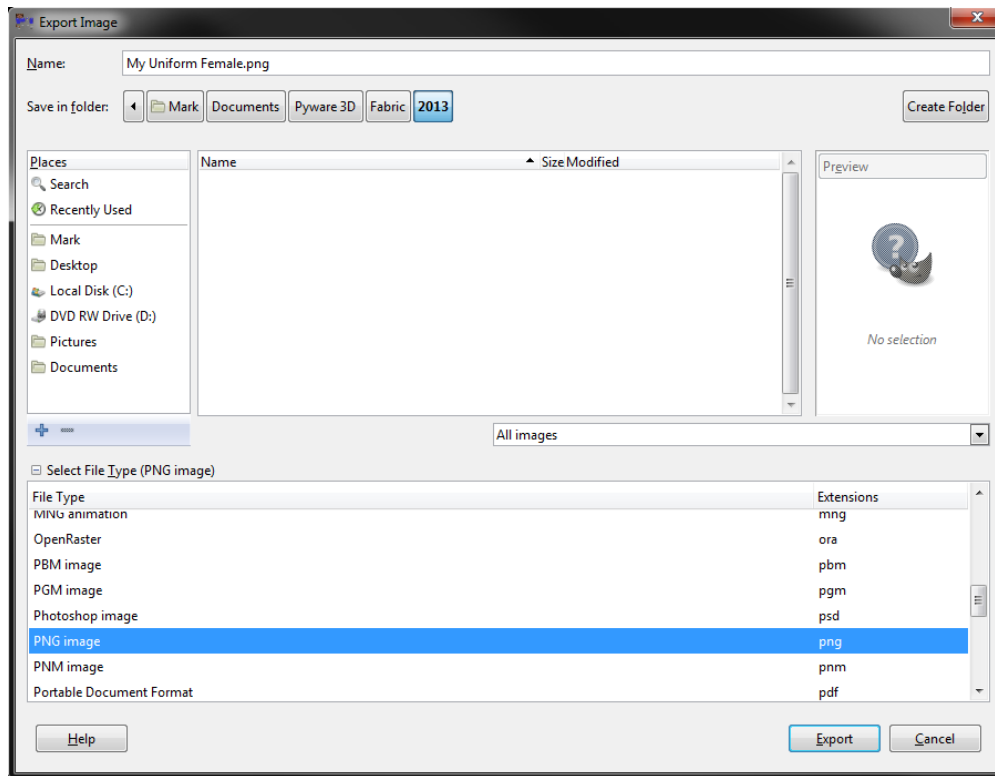 Export Image
Name: My Uniform Female.png
Save in folder: Mark Documents Pyware 3D Fabric 2013 Create Folder
Places Name Size Modified Preview
Search
Recently Used
Mark
Desktop
Local Disk (C:)
DVD RW Drive (D:)
Pictures No selection
Documents
All images
Select File Type (PNG image)
File Type Extensions
MNG animation mng
OpenRaster ora
PBM image pbm
PGM image pgm
Photoshop image psd
PNG image png
PNM image pnm
Portable Document Format pdf
Help Export Cancel